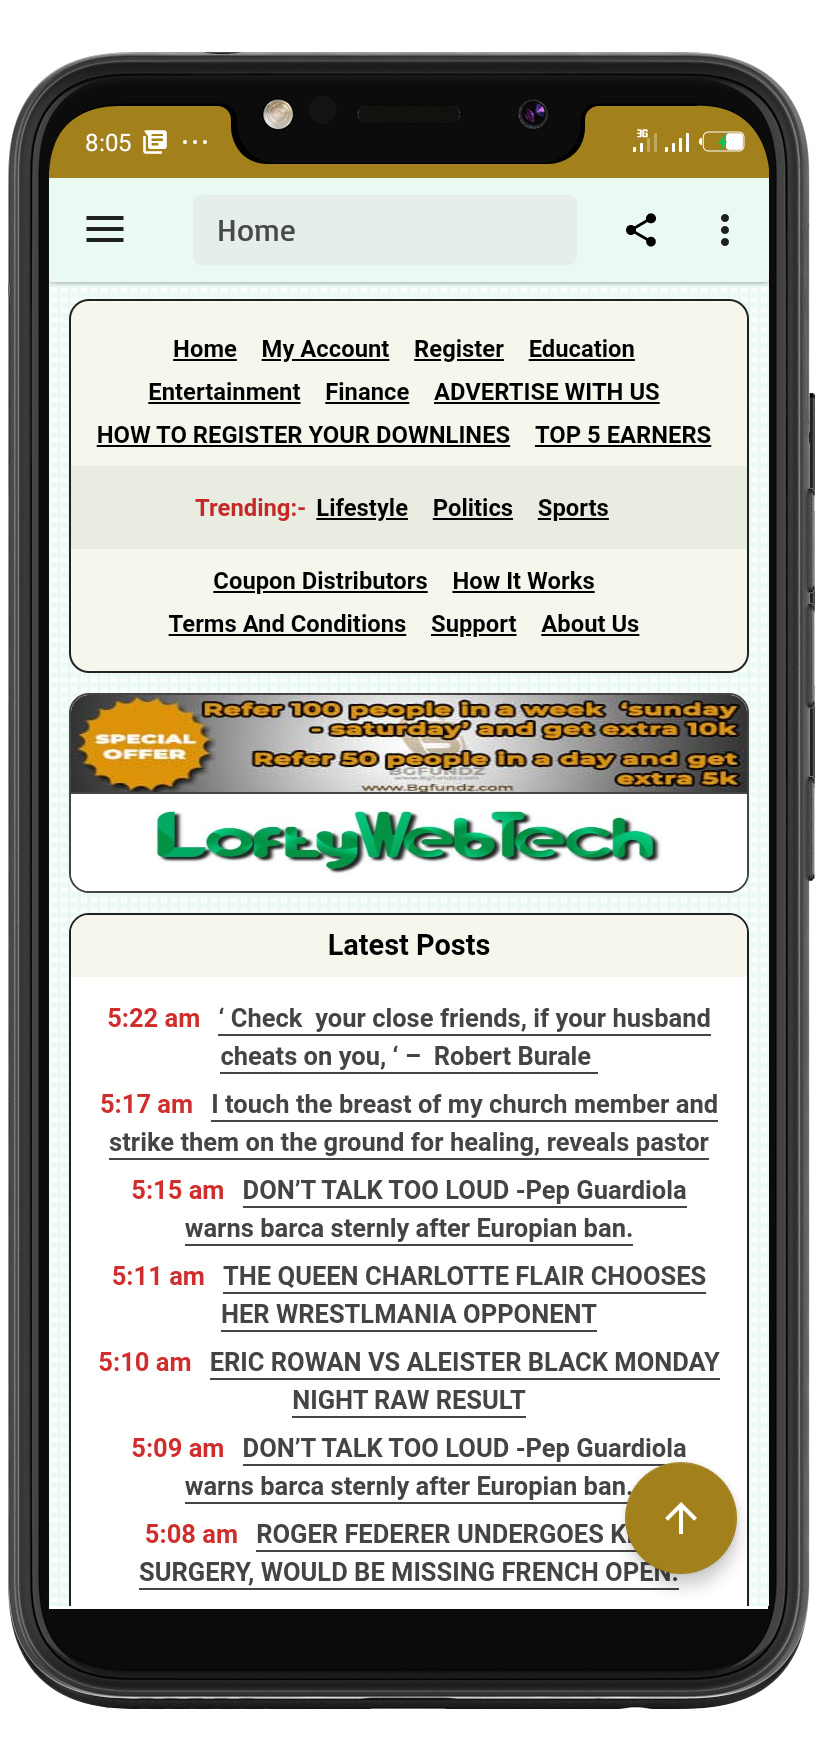 8:05
3G
Home
Home My Account Register Education
Entertainment Finance ADVERTISE WITH US
HOW TO REGISTER YOUR DOWNLINES TOP 5 EARNERS
Trending:- Lifestyle Politics Sports
Coupon Distributors How It Works
Terms And Conditions Support About Us
SPECIAL
OFFER
Refer 100 people in a week ‘sunday
- saturday’ and get extra 10k
Refer 50 people in a day and get
extra 5k
BGFUNDZ
www.Bgfundz.com
LoftyWebTech
Latest Posts
5:22 am ‘ Check  your close friends, if your husband
cheats on you, ‘ –  Robert Burale
5:17 am I touch the breast of my church member and
strike them on the ground for healing, reveals pastor
5:15 am DON’T TALK TOO LOUD -Pep Guardiola
warns barca sternly after Europian ban.
5:11 am THE QUEEN CHARLOTTE FLAIR CHOOSES
HER WRESTLMANIA OPPONENT
5:10 am ERIC ROWAN VS ALEISTER BLACK MONDAY
NIGHT RAW RESULT
5:09 am DON’T TALK TOO LOUD -Pep Guardiola
warns barca sternly after Europian ban.
5:08 am ROGER FEDERER UNDERGOES
SURGERY, WOULD BE MISSING FRENCH OPEN.